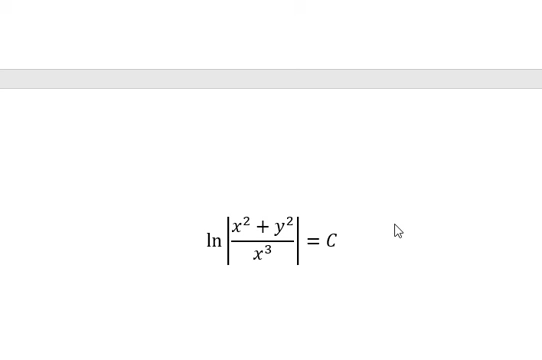 ln |(x² + y²)/x³| = C